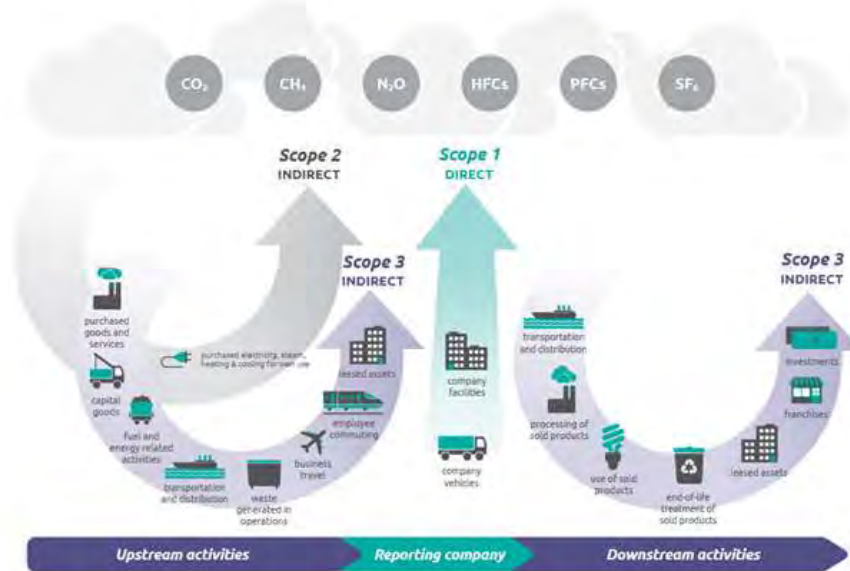 CO₂
CH₄
N₂O
HFCs
PFCs
SF₆
Scope 2
INDIRECT
Scope 1
DIRECT
Scope 3
INDIRECT
Scope 3
INDIRECT
purchased
goods and
services
capital
goods
fuel and
energy related
activities
transportation
and distribution
waste
generated in
operations
business
travel
employee
commuting
leased assets
purchased electricity, steam,
heating & cooling for own use
company
facilities
company
vehicles
transportation
and distribution
processing of
sold products
use of sold
products
end-of-life
treatment of
sold products
leased assets
franchises
investments
Upstream activities
Reporting company
Downstream activities